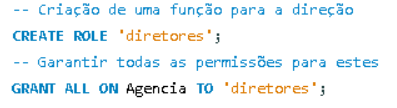 -- Criação de uma função para a direção
CREATE ROLE 'diretores';
-- Garantir todas as permissões para estes
GRANT ALL ON Agencia TO 'diretores';